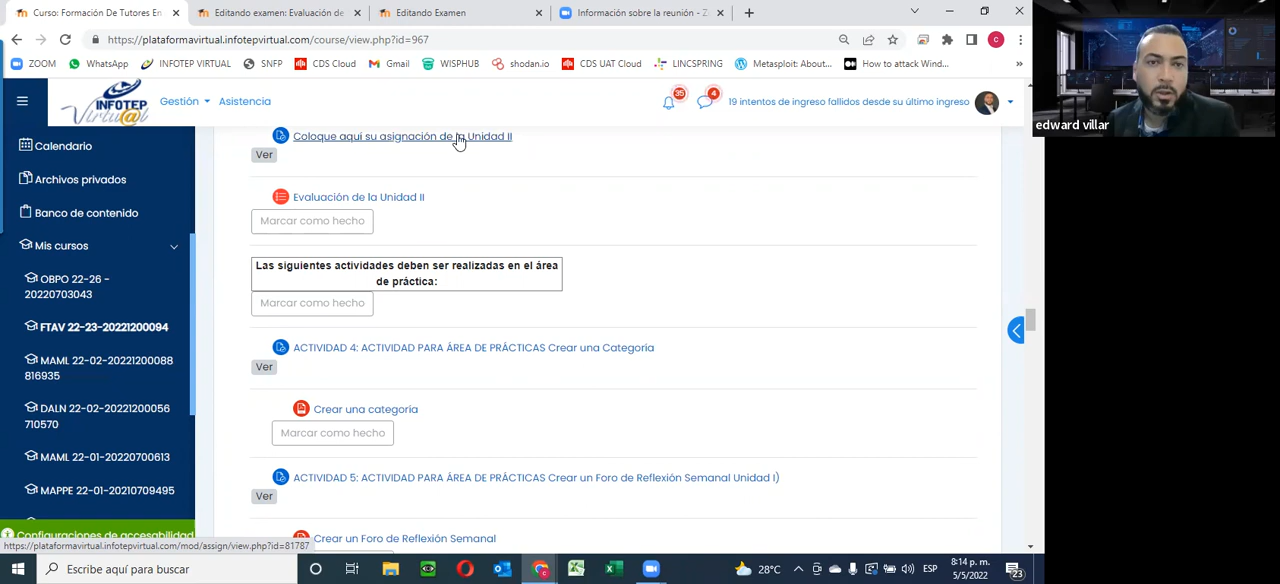 Curso: Formación De Tutores En
Editando examen: Evaluación de
Editando Examen
Información sobre la reunión - Z
https://plataformavirtual.infotepvirtual.com/course/view.php?id=967
C
ZOOM
WhatsApp
INFOTEP VIRTUAL
SNFP
CDS Cloud
Gmail
WISPHUB
shodan.io
CDS UAT Cloud
LINCSPRING
Metasploit: About...
How to attack Wind...
»
INFOTEP
Virtu@l
Gestión
Asistencia
35
4
19 intentos de ingreso fallidos desde su último ingreso
edward villar
Calendario
Archivos privados
Banco de contenido
Mis cursos
OBPO 22-26 -
20220703043
FTAV 22-23-20221200094
MAML 22-02-20221200088
816935
DALN 22-02-20221200056
710570
MAML 22-01-20220700613
MAPPE 22-01-20210709495
Configuraciones de accesabilidad
Coloque aquí su asignación de la Unidad II
Ver
Evaluación de la Unidad II
Marcar como hecho
Las siguientes actividades deben ser realizadas en el área
de práctica:
Marcar como hecho
ACTIVIDAD 4: ACTIVIDAD PARA ÁREA DE PRÁCTICAS Crear una Categoría
Ver
Crear una categoría
Marcar como hecho
ACTIVIDAD 5: ACTIVIDAD PARA ÁREA DE PRÁCTICAS Crear un Foro de Reflexión Semanal Unidad I)
Ver
Crear un Foro de Reflexión Semanal
https://plataformavirtual.infotepvirtual.com/mod/assign/view.php?id=81787
Escribe aquí para buscar
28°C
ESP
8:14 p. m.
5/5/2022
23